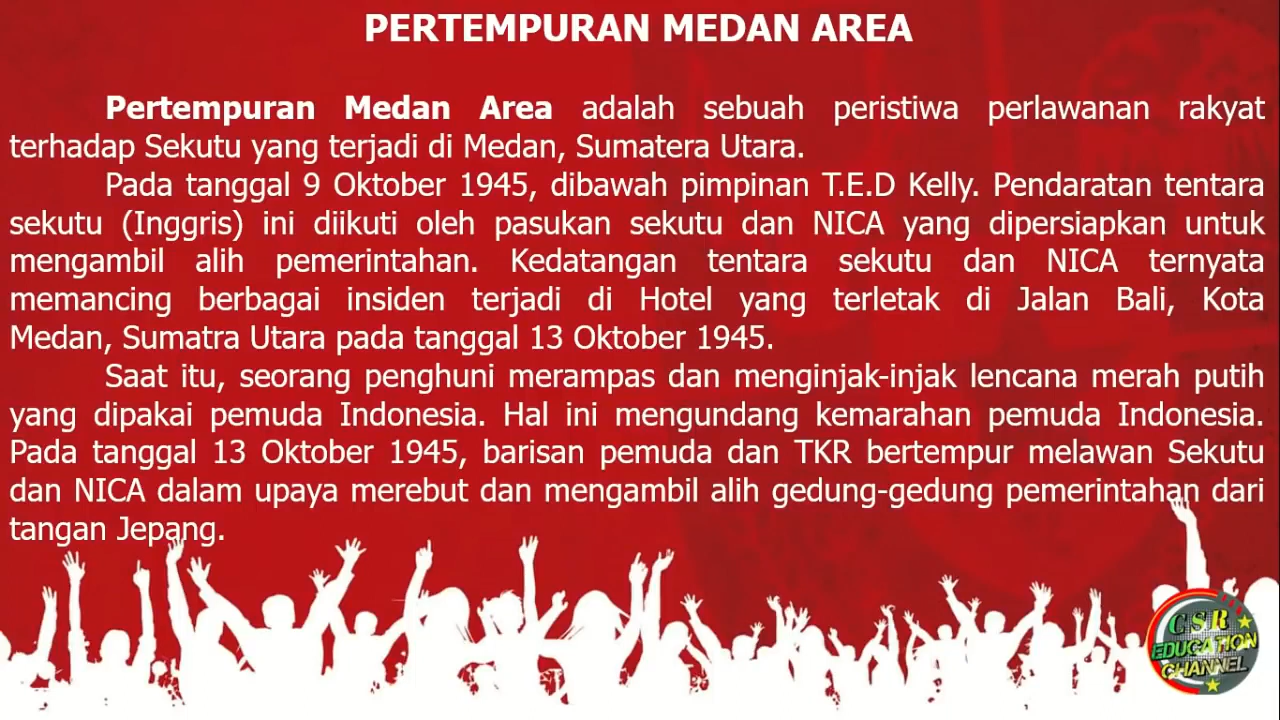 PERTEMPURAN MEDAN AREA
Pertempuran Medan Area adalah sebuah peristiwa perlawanan rakyat
terhadap Sekutu yang terjadi di Medan, Sumatera Utara.
Pada tanggal 9 Oktober 1945, dibawah pimpinan T.E.D Kelly. Pendaratan tentara
sekutu (Inggris) ini diikuti oleh pasukan sekutu dan NICA yang dipersiapkan untuk
mengambil alih pemerintahan. Kedatangan tentara sekutu dan NICA ternyata
memancing berbagai insiden terjadi di Hotel yang terletak di Jalan Bali, Kota
Medan, Sumatra Utara pada tanggal 13 Oktober 1945.
Saat itu, seorang penghuni merampas dan menginjak-injak lencana merah putih
yang dipakai pemuda Indonesia. Hal ini mengundang kemarahan pemuda Indonesia.
Pada tanggal 13 Oktober 1945, barisan pemuda dan TKR bertempur melawan Sekutu
dan NICA dalam upaya merebut dan mengambil alih gedung-gedung pemerintahan dari
tangan Jepang.
CSR
EDUCATION
CHANNEL